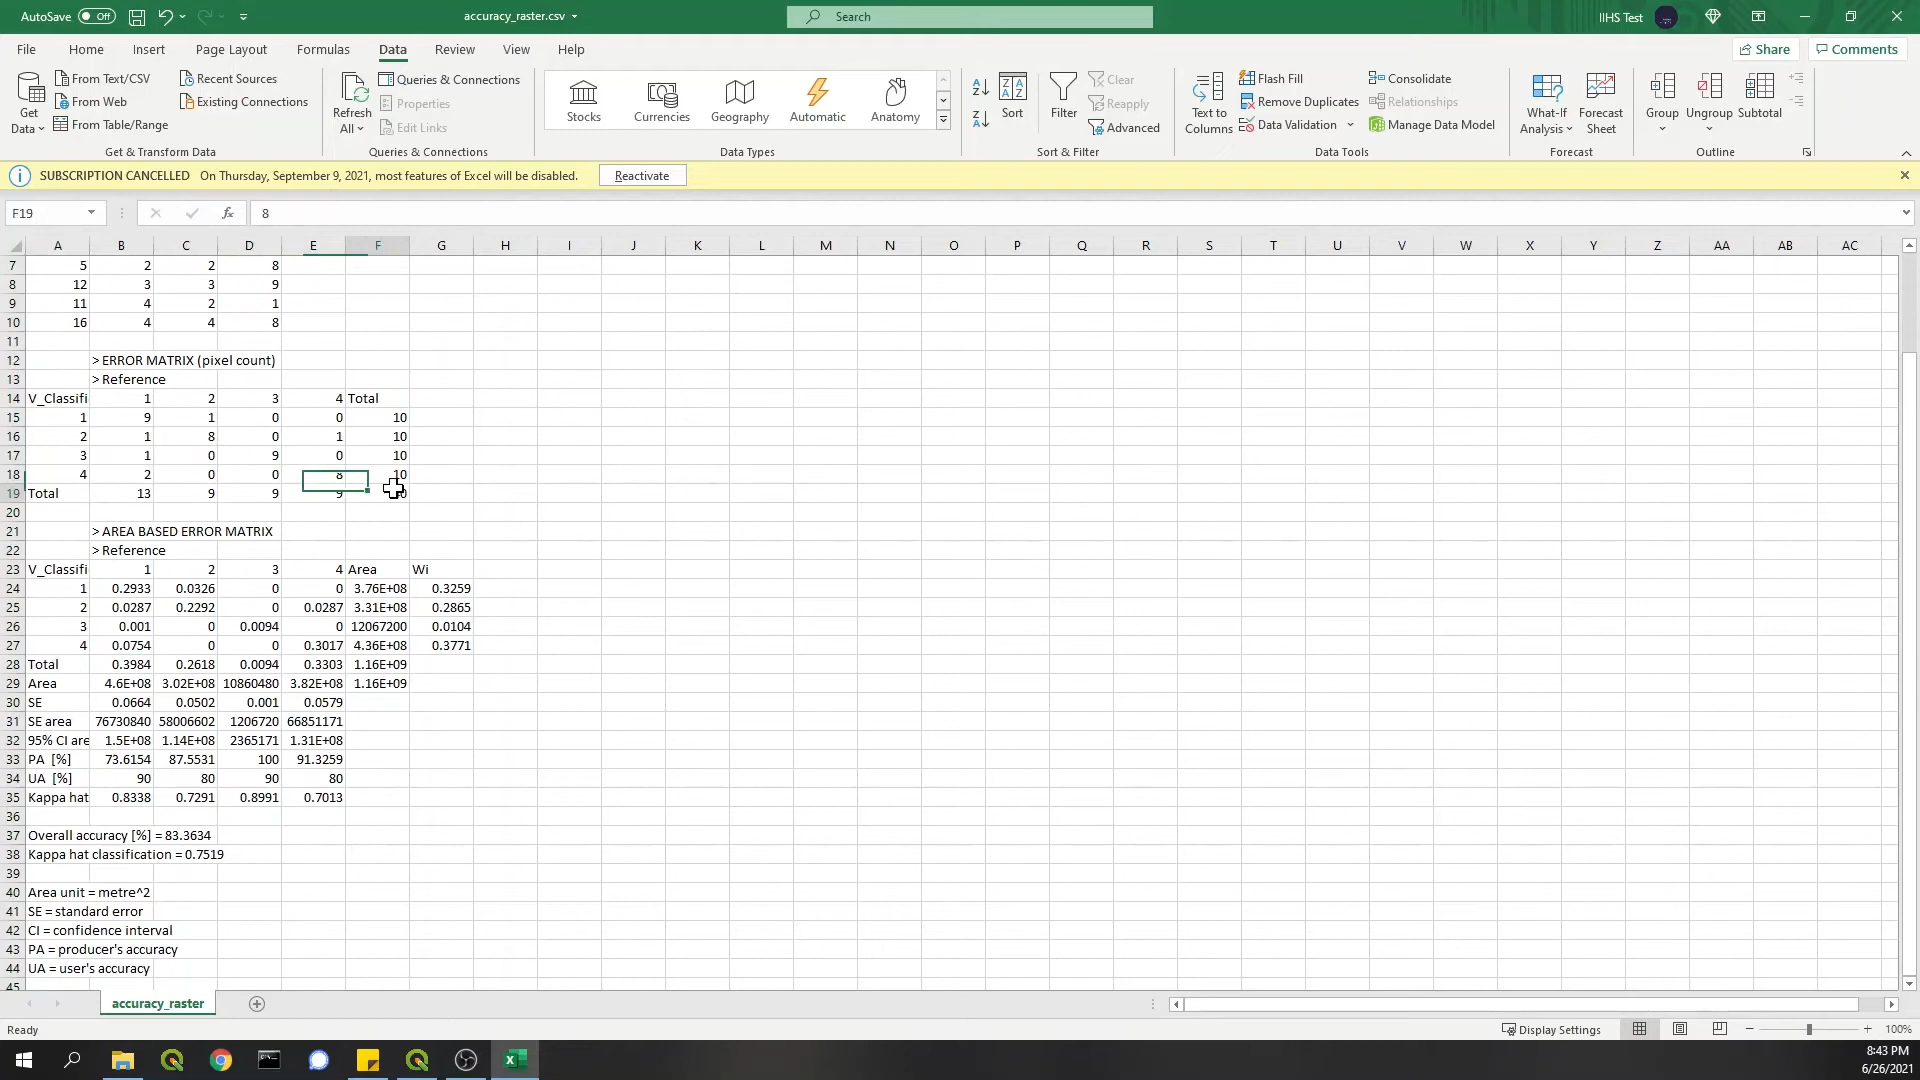 AutoSave Off accuracy_raster.csv Search IIHS Test
File Home Insert Page Layout Formulas Data Review View Help Share Comments
Get Data From Text/CSV From Web From Table/Range Recent Sources Existing Connections
Get & Transform Data
Refresh All Queries & Connections Properties Edit Links
Queries & Connections
Stocks Currencies Geography Automatic Anatomy
Data Types
Sort Filter Clear Reapply Advanced
Sort & Filter
Text to Columns Flash Fill Remove Duplicates Data Validation Consolidate Relationships Manage Data Model
Data Tools
What-If Analysis Forecast Sheet
Forecast
Group Ungroup Subtotal
Outline
SUBSCRIPTION CANCELLED On Thursday, September 9, 2021, most features of Excel will be disabled. Reactivate
F19 fx 8
A B C D E F G H I J K L M N O P Q R S T U V W X Y Z AA AB AC
7 5 2 2 8
8 12 3 3 9
9 11 4 2 1
10 16 4 4 8
11
12 > ERROR MATRIX (pixel count)
13 > Reference
14 V_Classifi 1 2 3 4 Total
15 1 9 1 0 0 10
16 2 1 8 0 1 10
17 3 1 0 9 0 10
18 4 2 0 0 8 10
19 Total 13 9 9 9
20
21 > AREA BASED ERROR MATRIX
22 > Reference
23 V_Classifi 1 2 3 4 Area Wi
24 1 0.2933 0.0326 0 0 3.76E+08 0.3259
25 2 0.0287 0.2292 0 0.0287 3.31E+08 0.2865
26 3 0.001 0 0.0094 0 12067200 0.0104
27 4 0.0754 0 0 0.3017 4.36E+08 0.3771
28 Total 0.3984 0.2618 0.0094 0.3303 1.16E+09
29 Area 4.6E+08 3.02E+08 10860480 3.82E+08 1.16E+09
30 SE 0.0664 0.0502 0.001 0.0579
31 SE area 76730840 58006602 1206720 66851171
32 95% CI are 1.5E+08 1.14E+08 2365171 1.31E+08
33 PA [%] 73.6154 87.5531 100 91.3259
34 UA [%] 90 80 90 80
35 Kappa hat 0.8338 0.7291 0.8991 0.7013
36
37 Overall accuracy [%] = 83.3634
38 Kappa hat classification = 0.7519
39
40 Area unit = metre^2
41 SE = standard error
42 CI = confidence interval
43 PA = producer's accuracy
44 UA = user's accuracy
45
accuracy_raster
Ready Display Settings 100%
8:43 PM
6/26/2021